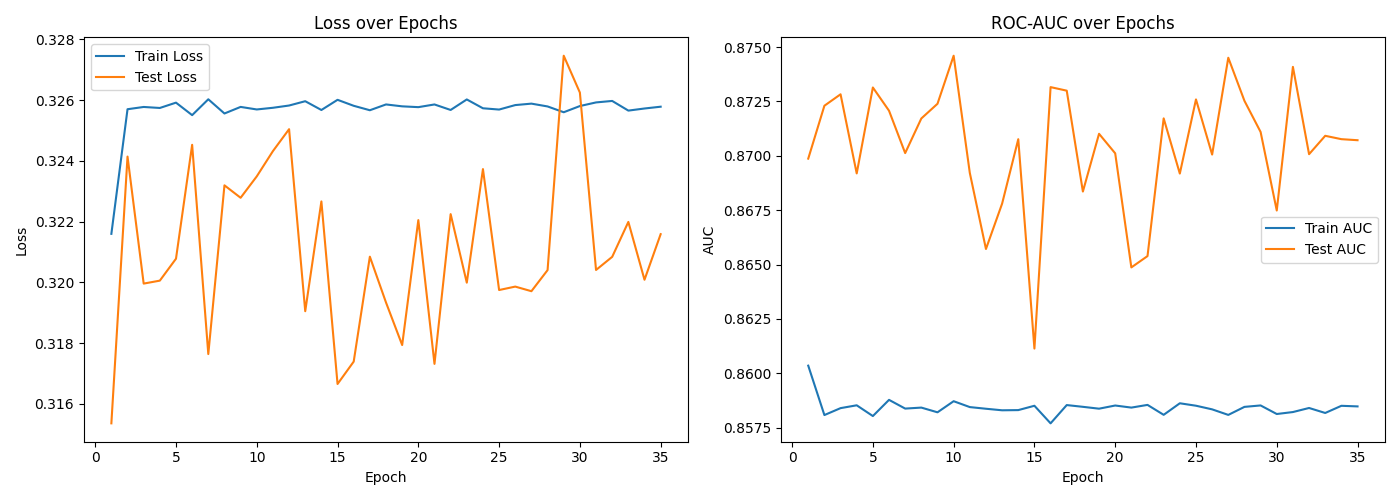 Loss over Epochs
0.328
0.326
0.324
0.322
0.320
0.318
0.316
Loss
Train Loss
Test Loss
0 5 10 15 20 25 30 35
Epoch
ROC-AUC over Epochs
0.8750
0.8725
0.8700
0.8675
0.8650
0.8625
0.8600
0.8575
AUC
Train AUC
Test AUC
0 5 10 15 20 25 30 35
Epoch